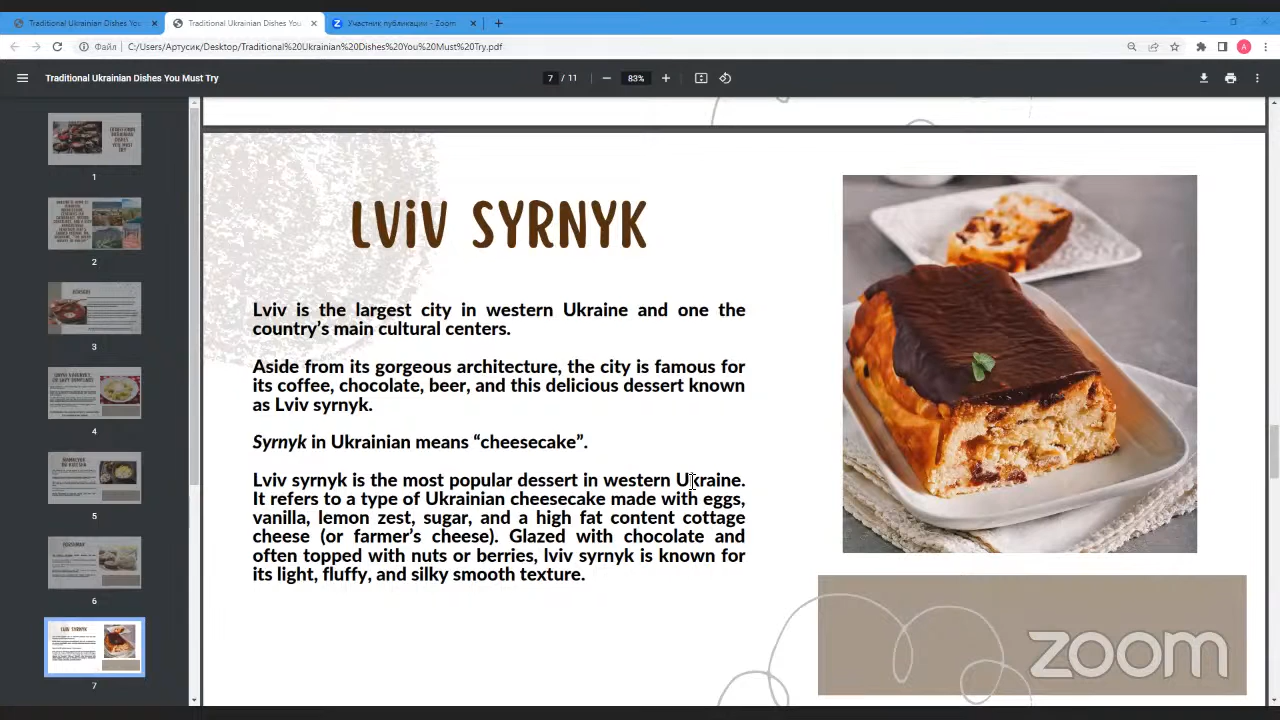 Traditional Ukrainian Dishes You
Traditional Ukrainian Dishes You
Участник публикации - Zoom
Файл
C:/Users/Артусик/Desktop/Traditional%20Ukrainian%20Dishes%20You%20Must%20Try.pdf
A
Traditional Ukrainian Dishes You Must Try
7 / 11
83%
1
2
3
4
5
6
7
LViV SYRNYK
Lviv is the largest city in western Ukraine and one the
country's main cultural centers.
Aside from its gorgeous architecture, the city is famous for
its coffee, chocolate, beer, and this delicious dessert known
as Lviv syrnyk.
Syrnyk in Ukrainian means “cheesecake”.
Lviv syrnyk is the most popular dessert in western Ukraine.
It refers to a type of Ukrainian cheesecake made with eggs,
vanilla, lemon zest, sugar, and a high fat content cottage
cheese (or farmer's cheese). Glazed with chocolate and
often topped with nuts or berries, lviv syrnyk is known for
its light, fluffy, and silky smooth texture.
zoom